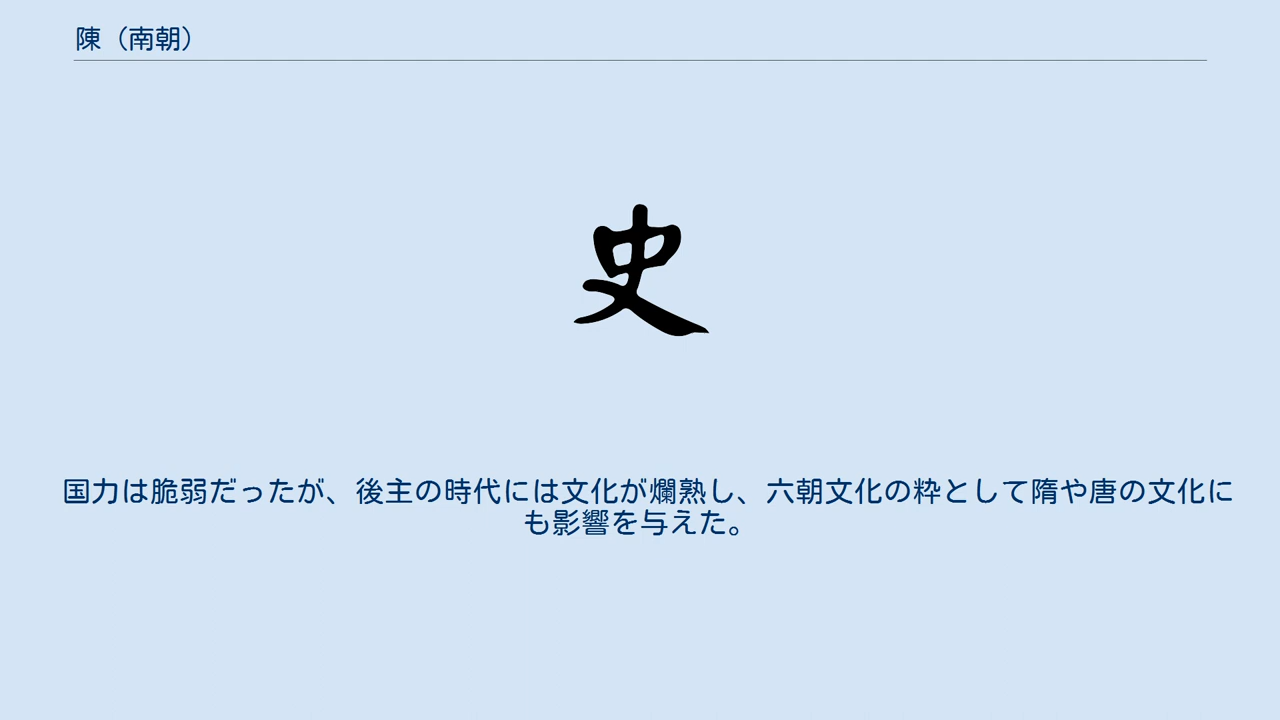 陳（南朝）
史
国力は脆弱だったが、後主の時代には文化が爛熟し、六朝文化の粋として隋や唐の文化に
も影響を与えた。